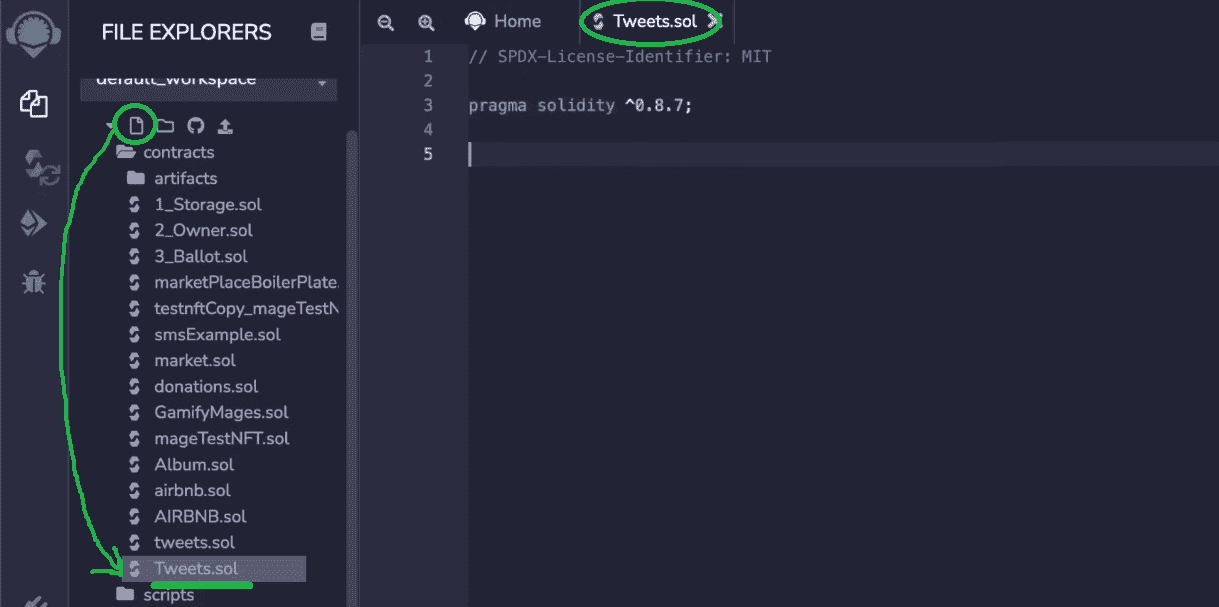 FILE EXPLORERS
default_workspace
contracts
artifacts
1_Storage.sol
2_Owner.sol
3_Ballot.sol
marketPlaceBoilerPlate.
testnftCopy_mageTestN
smsExample.sol
market.sol
donations.sol
GamifyMages.sol
mageTestNFT.sol
Album.sol
airbnb.sol
AIRBNB.sol
tweets.sol
Tweets.sol
scripts
Home
Tweets.sol
1 // SPDX-License-Identifier: MIT
2
3 pragma solidity ^0.8.7;
4
5